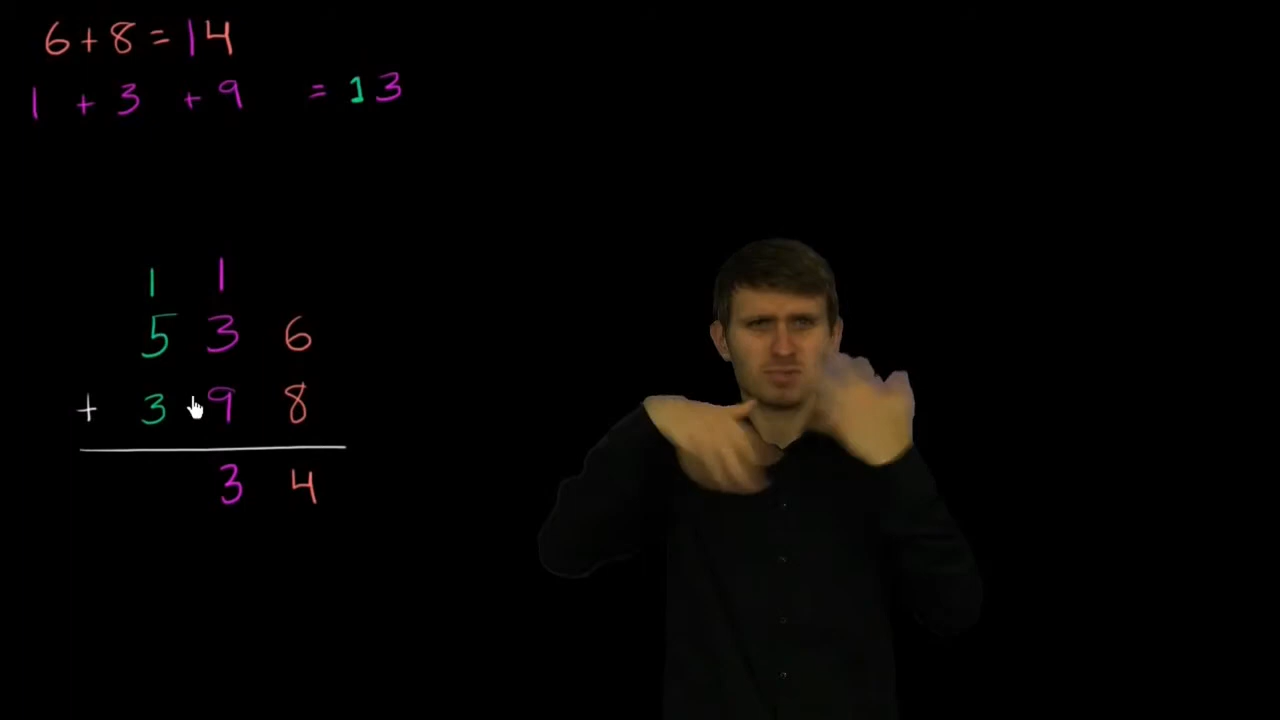 6+8=14
1 + 3 + 9 = 13
1 1
5 3 6
+ 3 9 8
3 4